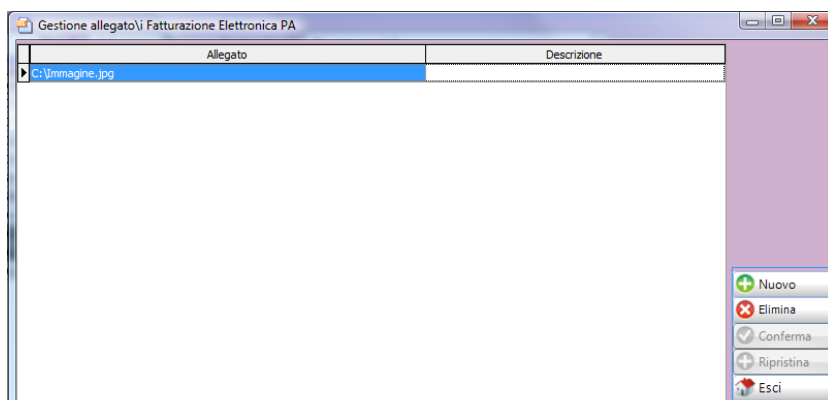 Gestione allegato\i Fatturazione Elettronica PA
Allegato Descrizione
C:\Immagine.jpg
Nuovo
Elimina
Conferma
Ripristina
Esci